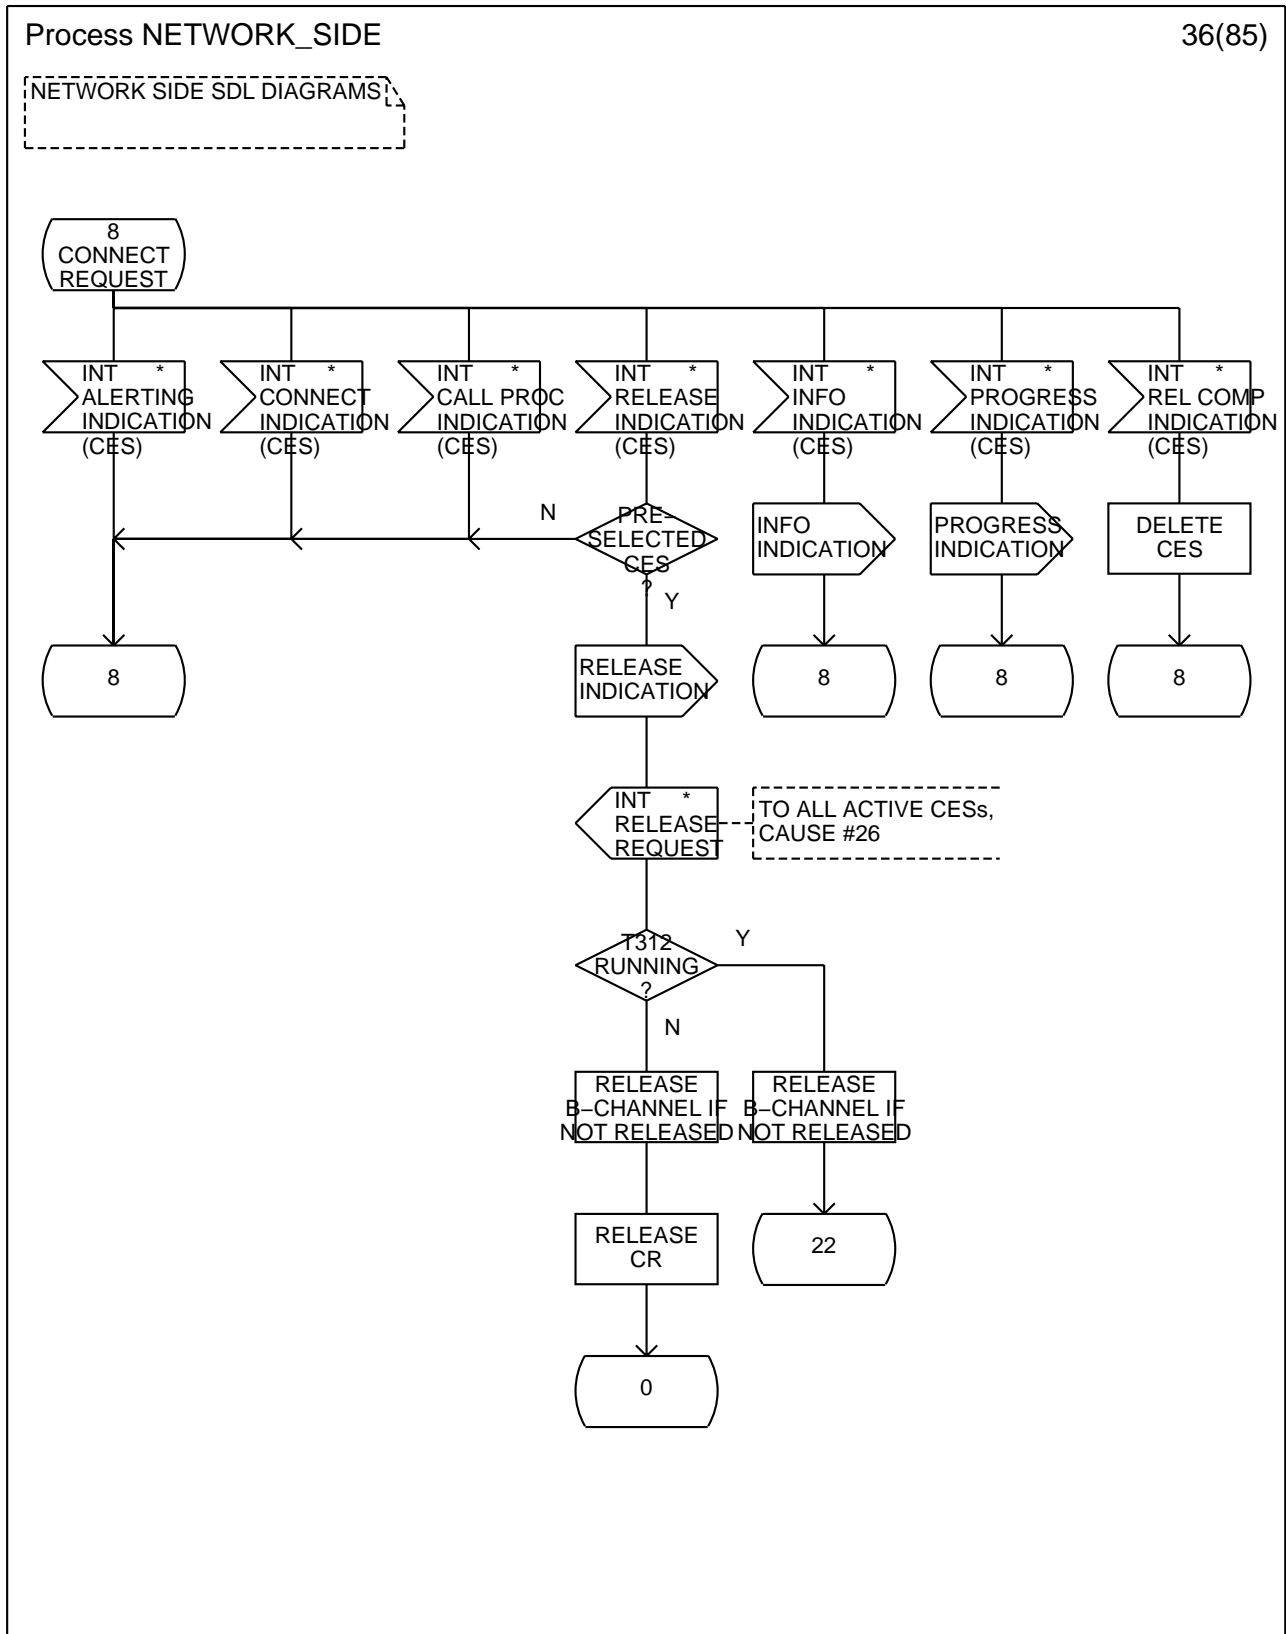 Process NETWORK_SIDE
36(85)
NETWORK SIDE SDL DIAGRAMS
8
CONNECT
REQUEST
INT *
ALERTING
INDICATION
(CES)
INT *
CONNECT
INDICATION
(CES)
INT *
CALL PROC
INDICATION
(CES)
INT *
RELEASE
INDICATION
(CES)
INT *
INFO
INDICATION
(CES)
INT *
PROGRESS
INDICATION
(CES)
INT *
REL COMP
INDICATION
(CES)
N
PRE–
SELECTED
CES
?
Y
INFO
INDICATION
PROGRESS
INDICATION
DELETE
CES
8
RELEASE
INDICATION
8
8
8
INT *
RELEASE
REQUEST
TO ALL ACTIVE CESs,
CAUSE #26
T312
RUNNING
?
Y
N
RELEASE
B–CHANNEL IF
NOT RELEASED
RELEASE
B–CHANNEL IF
NOT RELEASED
RELEASE
CR
22
0